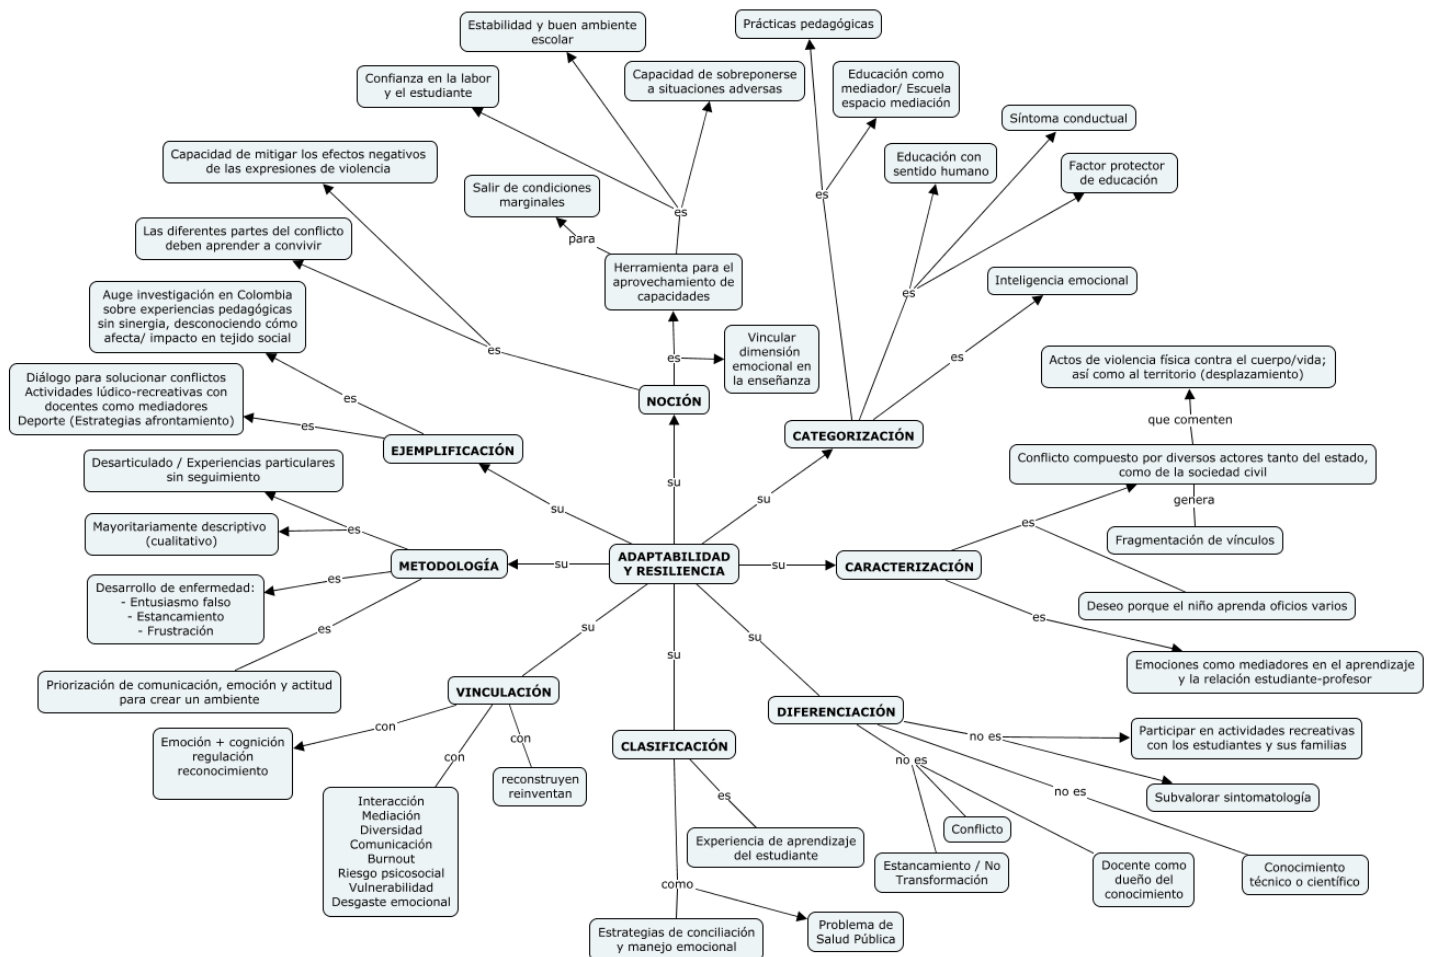 Estabilidad y buen ambiente
escolar
Prácticas pedagógicas
Confianza en la labor
y el estudiante
Capacidad de sobreponerse
a situaciones adversas
Educación como
mediador/ Escuela
espacio mediación
Síntoma conductual
Capacidad de mitigar los efectos negativos
de las expresiones de violencia
Educación con
sentido humano
Factor protector
de educación
Salir de condiciones
marginales
es
es
para
Las diferentes partes del conflicto
deben aprender a convivir
Herramienta para el
aprovechamiento de
capacidades
es
Inteligencia emocional
Auge investigación en Colombia
sobre experiencias pedagógicas
sin sinergia, desconociendo cómo
afecta/ impacto en tejido social
es
es
Vincular
dimensión
emocional en
la enseñanza
es
Actos de violencia física contra el cuerpo/vida;
así como al territorio (desplazamiento)
Diálogo para solucionar conflictos
Actividades lúdico-recreativas con
docentes como mediadores
Deporte (Estrategias afrontamiento)
es
es
NOCIÓN
que comenten
EJEMPLIFICACIÓN
CATEGORIZACIÓN
Conflicto compuesto por diversos actores tanto del estado,
como de la sociedad civil
Desarticulado / Experiencias particulares
sin seguimiento
su
su
su
genera
Mayoritariamente descriptivo
(cualitativo)
es
es
Fragmentación de vínculos
METODOLOGÍA
su
ADAPTABILIDAD
Y RESILIENCIA
su
CARACTERIZACIÓN
Desarrollo de enfermedad:
- Entusiasmo falso
- Estancamiento
- Frustración
es
Deseo porque el niño aprenda oficios varios
es
es
su
su
su
Emociones como mediadores en el aprendizaje
y la relación estudiante-profesor
Priorización de comunicación, emoción y actitud
para crear un ambiente
VINCULACIÓN
DIFERENCIACIÓN
con
con
con
CLASIFICACIÓN
no es
Participar en actividades recreativas
con los estudiantes y sus familias
Emoción + cognición
regulación
reconocimiento
reconstruyen
reinventan
no es
no es
Subvalorar sintomatología
Interacción
Mediación
Diversidad
Comunicación
Burnout
Riesgo psicosocial
Vulnerabilidad
Desgaste emocional
es
Experiencia de aprendizaje
del estudiante
Conflicto
Estancamiento / No
Transformación
Docente como
dueño del
conocimiento
Conocimiento
técnico o científico
como
Estrategias de conciliación
y manejo emocional
Problema de
Salud Pública